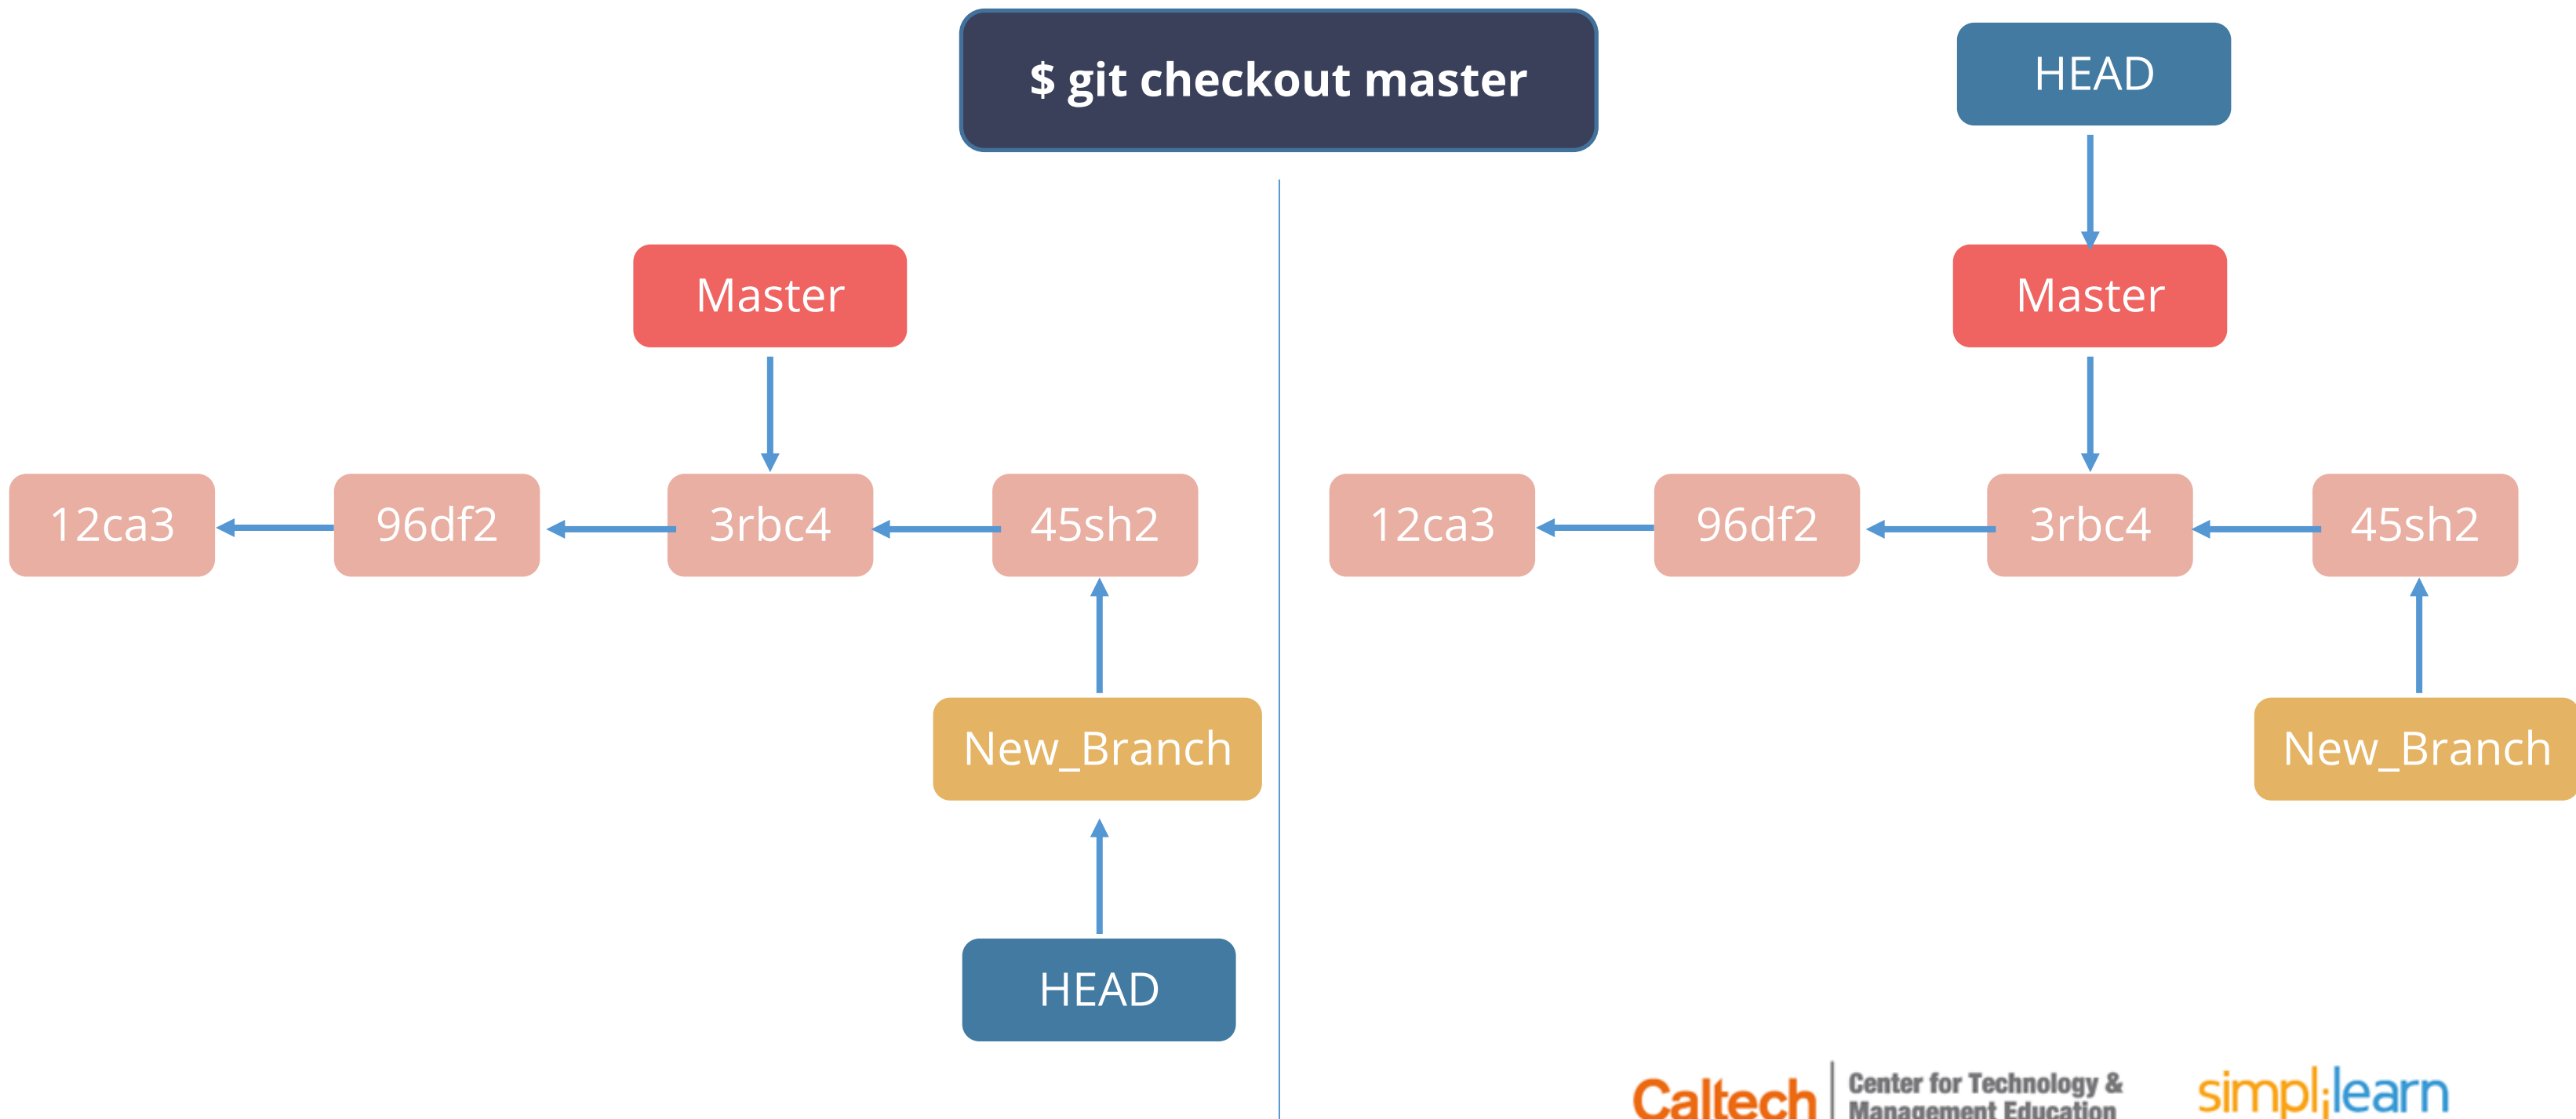 $ git checkout master
HEAD
Master
Master
12ca3
96df2
3rbc4
45sh2
12ca3
96df2
3rbc4
45sh2
New_Branch
New_Branch
HEAD
Caltech
Center for Technology &
Management Education
simplilearn